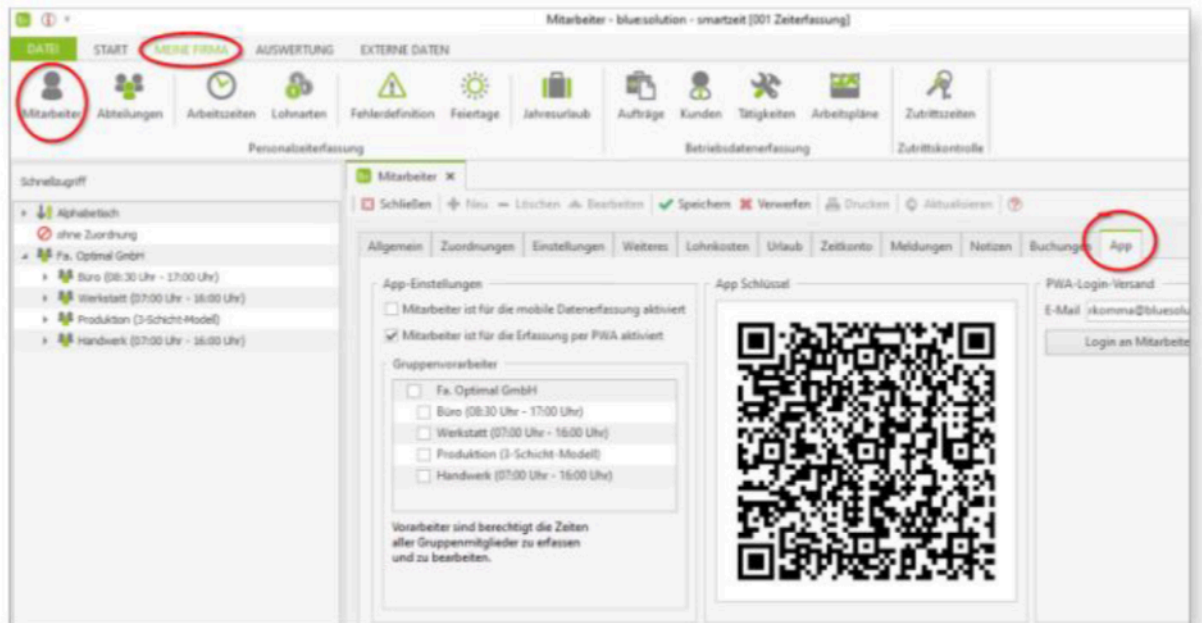 Mitarbeiter - blue:solution - smartzeit [001 Zeiterfassung]
DATEI START MEINE FIRMA AUSWERTUNG EXTERNE DATEN
Mitarbeiter Abteilungen Arbeitszeiten Lohnarten Fehlerdefinition Feiertage Jahresurlaub Aufträge Kunden Tätigkeiten Arbeitspläne Zutrittszeiten
Personalzeiterfassung Betriebsdatenerfassung Zutrittskontrolle
Schnellzugriff
Alphabetisch
ohne Zuordnung
Fa. Optimal GmbH
Büro (08:30 Uhr - 17:00 Uhr)
Werkstatt (07:00 Uhr - 16:00 Uhr)
Produktion (3-Schicht-Modell)
Handwerk (07:00 Uhr - 16:00 Uhr)
Mitarbeiter
Schließen Neu Löschen Bearbeiten Speichern Verwerfen Drucken Aktualisieren
Allgemein Zuordnungen Einstellungen Weiteres Lohnkosten Urlaub Zeitkonto Meldungen Notizen Buchungen App
App-Einstellungen
Mitarbeiter ist für die mobile Datenerfassung aktiviert
Mitarbeiter ist für die Erfassung per PWA aktiviert
Gruppenvorarbeiter
Fa. Optimal GmbH
Büro (08:30 Uhr - 17:00 Uhr)
Werkstatt (07:00 Uhr - 16:00 Uhr)
Produktion (3-Schicht-Modell)
Handwerk (07:00 Uhr - 16:00 Uhr)
Vorarbeiter sind berechtigt die Zeiten
aller Gruppenmitglieder zu erfassen
und zu bearbeiten.
App Schlüssel
PWA-Login-Versand
E-Mail rkomma@bluesolu
Login an Mitarbeite